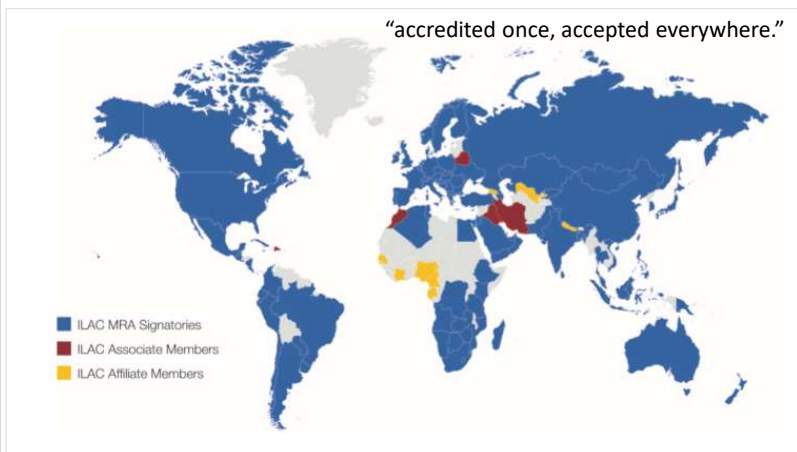 “accredited once, accepted everywhere.”
ILAC MRA Signatories
ILAC Associate Members
ILAC Affiliate Members